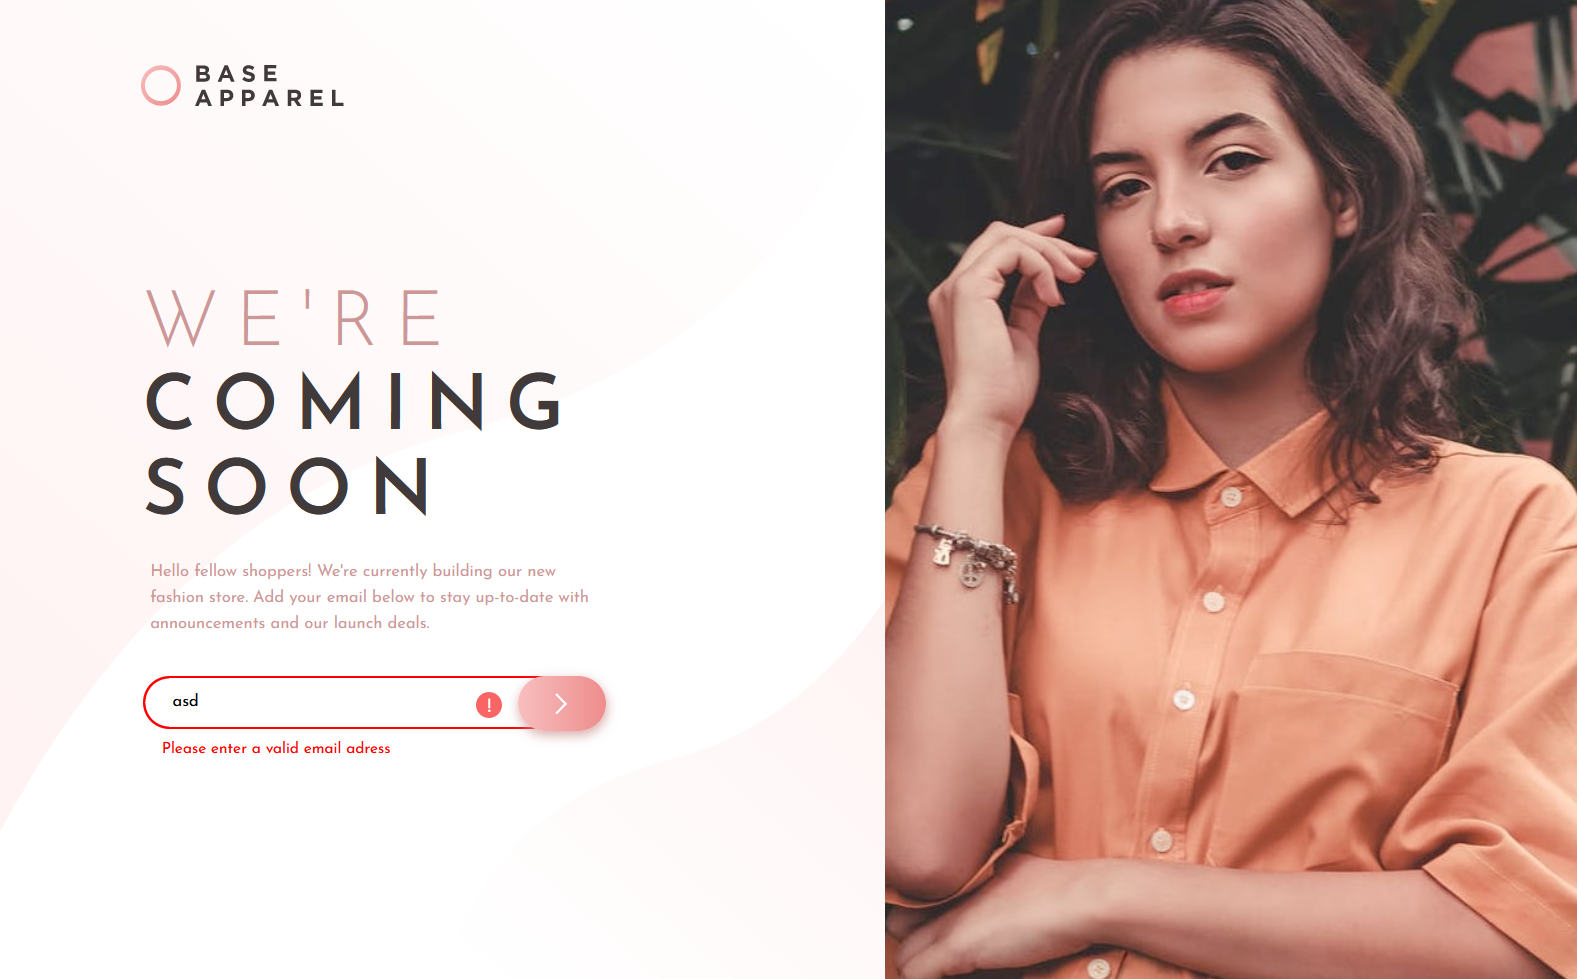 BASE
APPAREL
WE'RE
COMING
SOON
Hello fellow shoppers! We're currently building our new
fashion store. Add your email below to stay up-to-date with
announcements and our launch deals.
asd
!
Please enter a valid email adress